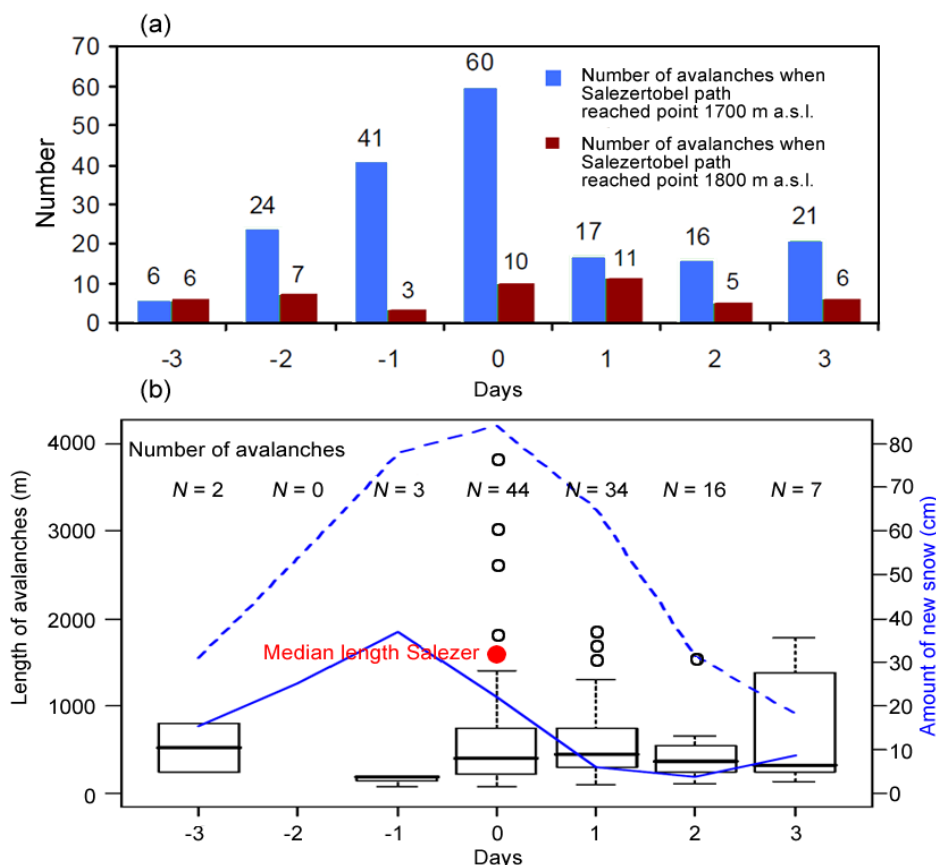 (a)
70
60
50
40
30
20
10
0
Number
6 6 24 7 41 3 60 10 17 11 16 5 21 6
Number of avalanches when
Salezertobel path
reached point 1700 m a.s.l.
Number of avalanches when
Salezertobel path
reached point 1800 m a.s.l.
-3 -2 -1 0 1 2 3
Days
(b)
Number of avalanches
N = 2 N = 0 N = 3 N = 44 N = 34 N = 16 N = 7
Median length Salezer
4000
3000
2000
1000
0
Length of avalanches (m)
80
70
60
50
40
30
20
10
0
Amount of new snow (cm)
-3 -2 -1 0 1 2 3
Days